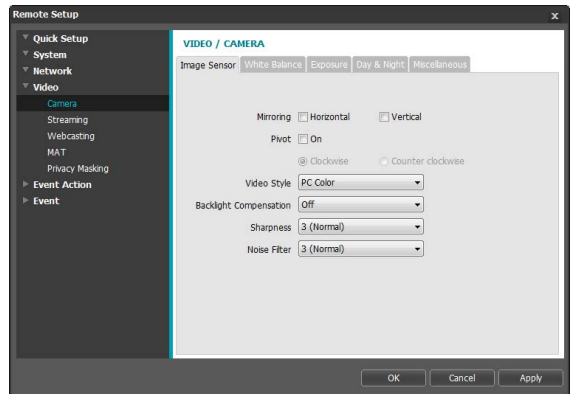 Remote Setup x
Quick Setup
System
Network
Video
Camera
Streaming
Webcasting
MAT
Privacy Masking
Event Action
Event
VIDEO / CAMERA
Image Sensor White Balance Exposure Day & Night Miscellaneous
Mirroring Horizontal Vertical
Pivot On
Clockwise Counter clockwise
Video Style PC Color
Backlight Compensation Off
Sharpness 3 (Normal)
Noise Filter 3 (Normal)
OK Cancel Apply